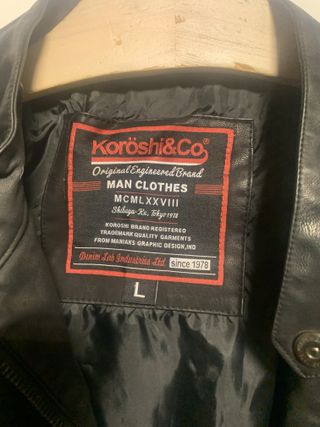 Koröshi&Co®
Original Engineered Brand
MAN CLOTHES
MCMLXXVIII
Shibuya-Ku, Tokyo 1978
KOROSHI BRAND REGISTERED
TRADEMARK QUALITY GARMENTS
FROM MANIAKS GRAPHIC DESIGN, INO
Denim Lab Industries Ltd since 1978
L